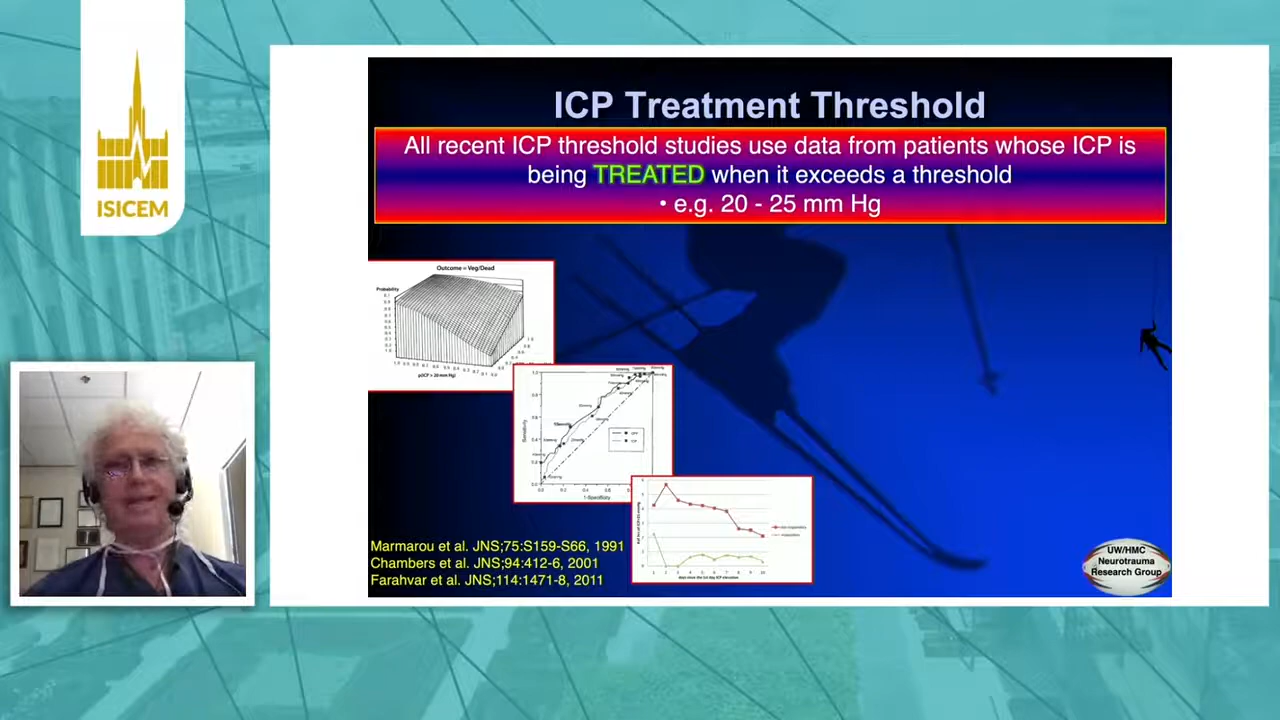 ISICEM
ICP Treatment Threshold
All recent ICP threshold studies use data from patients whose ICP is
being TREATED when it exceeds a threshold
• e.g. 20 - 25 mm Hg
Outcome = Veg/Dead
Probability
1-Specificity
Marmarou et al. JNS;75:S159-S66, 1991
Chambers et al. JNS;94:412-6, 2001
Farahvar et al. JNS;114:1471-8, 2011
UW/HMC
Neurotrauma
Research Group